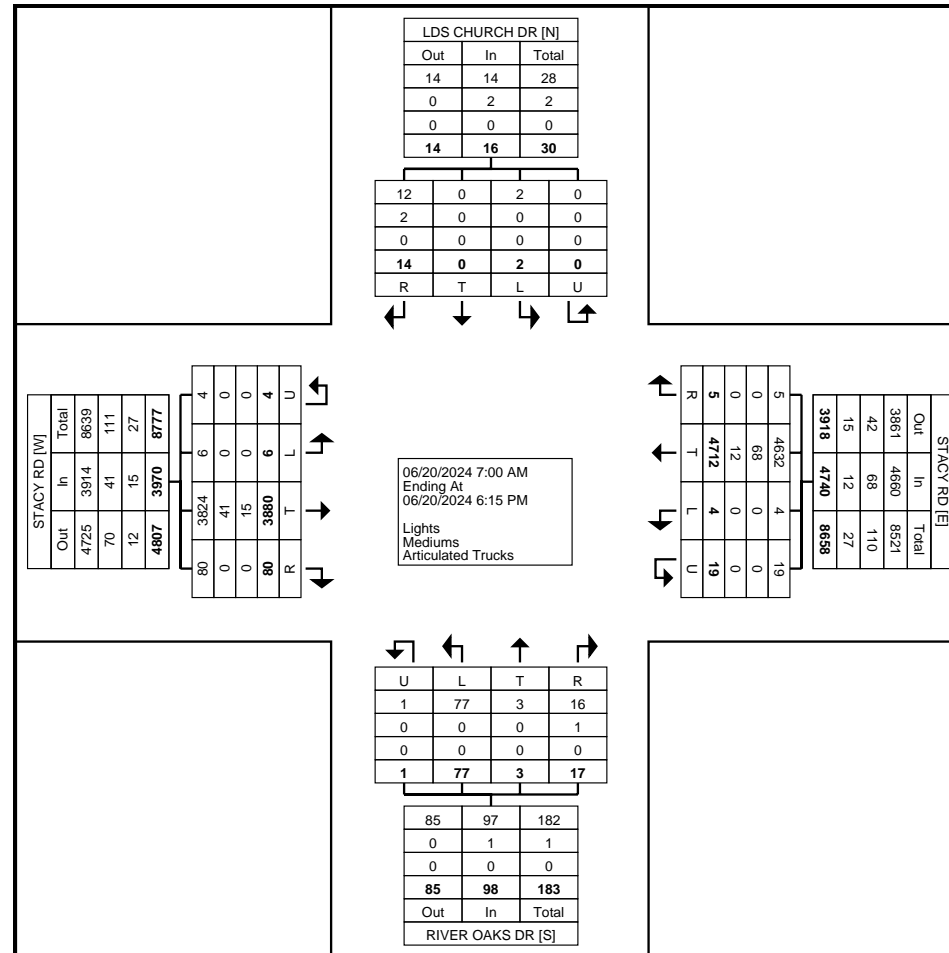 LDS CHURCH DR [N]
Out In Total
14 14 28
0 2 2
0 0 0
14 16 30
12 0 2 0
2 0 0 0
0 0 0 0
14 0 2 0
R T L U
STACY RD [W]
Total In Out
8639 3914 4725
111 41 70
27 15 12
8777 3970 4807
4 6 3824 80
0 0 41 0
0 0 15 0
4 6 3880 80
U L T R
06/20/2024 7:00 AM
Ending At
06/20/2024 6:15 PM
Lights
Mediums
Articulated Trucks
R T L U
5 4712 4 19
0 12 0 0
0 68 0 0
5 4632 4 19
STACY RD [E]
Out In Total
3861 4660 8521
42 68 110
15 12 27
3918 4740 8658
U L T R
1 77 3 16
0 0 0 1
0 0 0 0
1 77 3 17
85 97 182
0 1 1
0 0 0
85 98 183
Out In Total
RIVER OAKS DR [S]